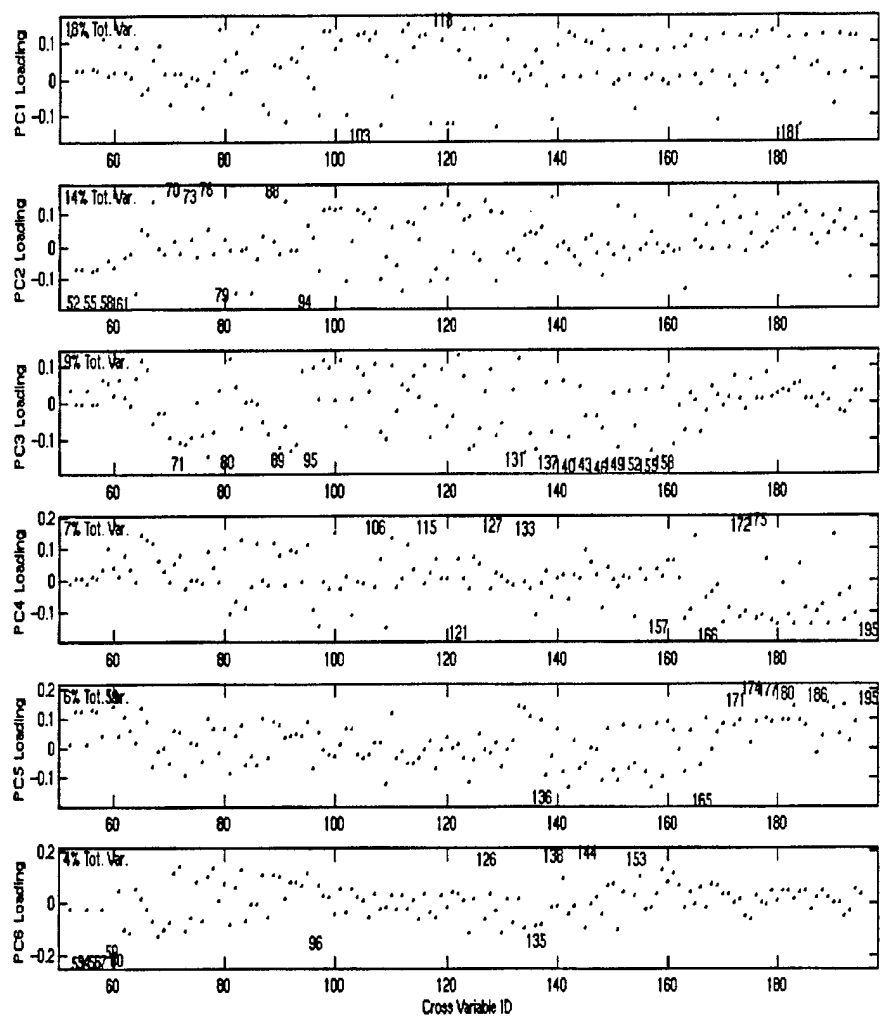 18% Tot. Var.
118
0.1
0
-0.1
PC1 Loading
103
181
60 80 100 120 140 160 180
14% Tot. Var.
70 73 76 88
0.1
0
-0.1
PC2 Loading
52 55 58 161 79 94
60 80 100 120 140 160 180
9% Tot. Var.
0.1
0
-0.1
PC3 Loading
71 80 89 95 131 137 140 143 146 149 152 155 158
60 80 100 120 140 160 180
0.2
7% Tot. Var.
106 115 127 133 172 175
0.1
0
-0.1
PC4 Loading
121 157 166 195
60 80 100 120 140 160 180
0.2
6% Tot. Var.
59
171 174 177 180 186 195
0.1
0
-0.1
PC5 Loading
136 165
60 80 100 120 140 160 180
0.2
4% Tot. Var.
126 138 144 153
0
-0.2
PC6 Loading
59
96 135
60 80 100 120 140 160 180
Cross Variable ID